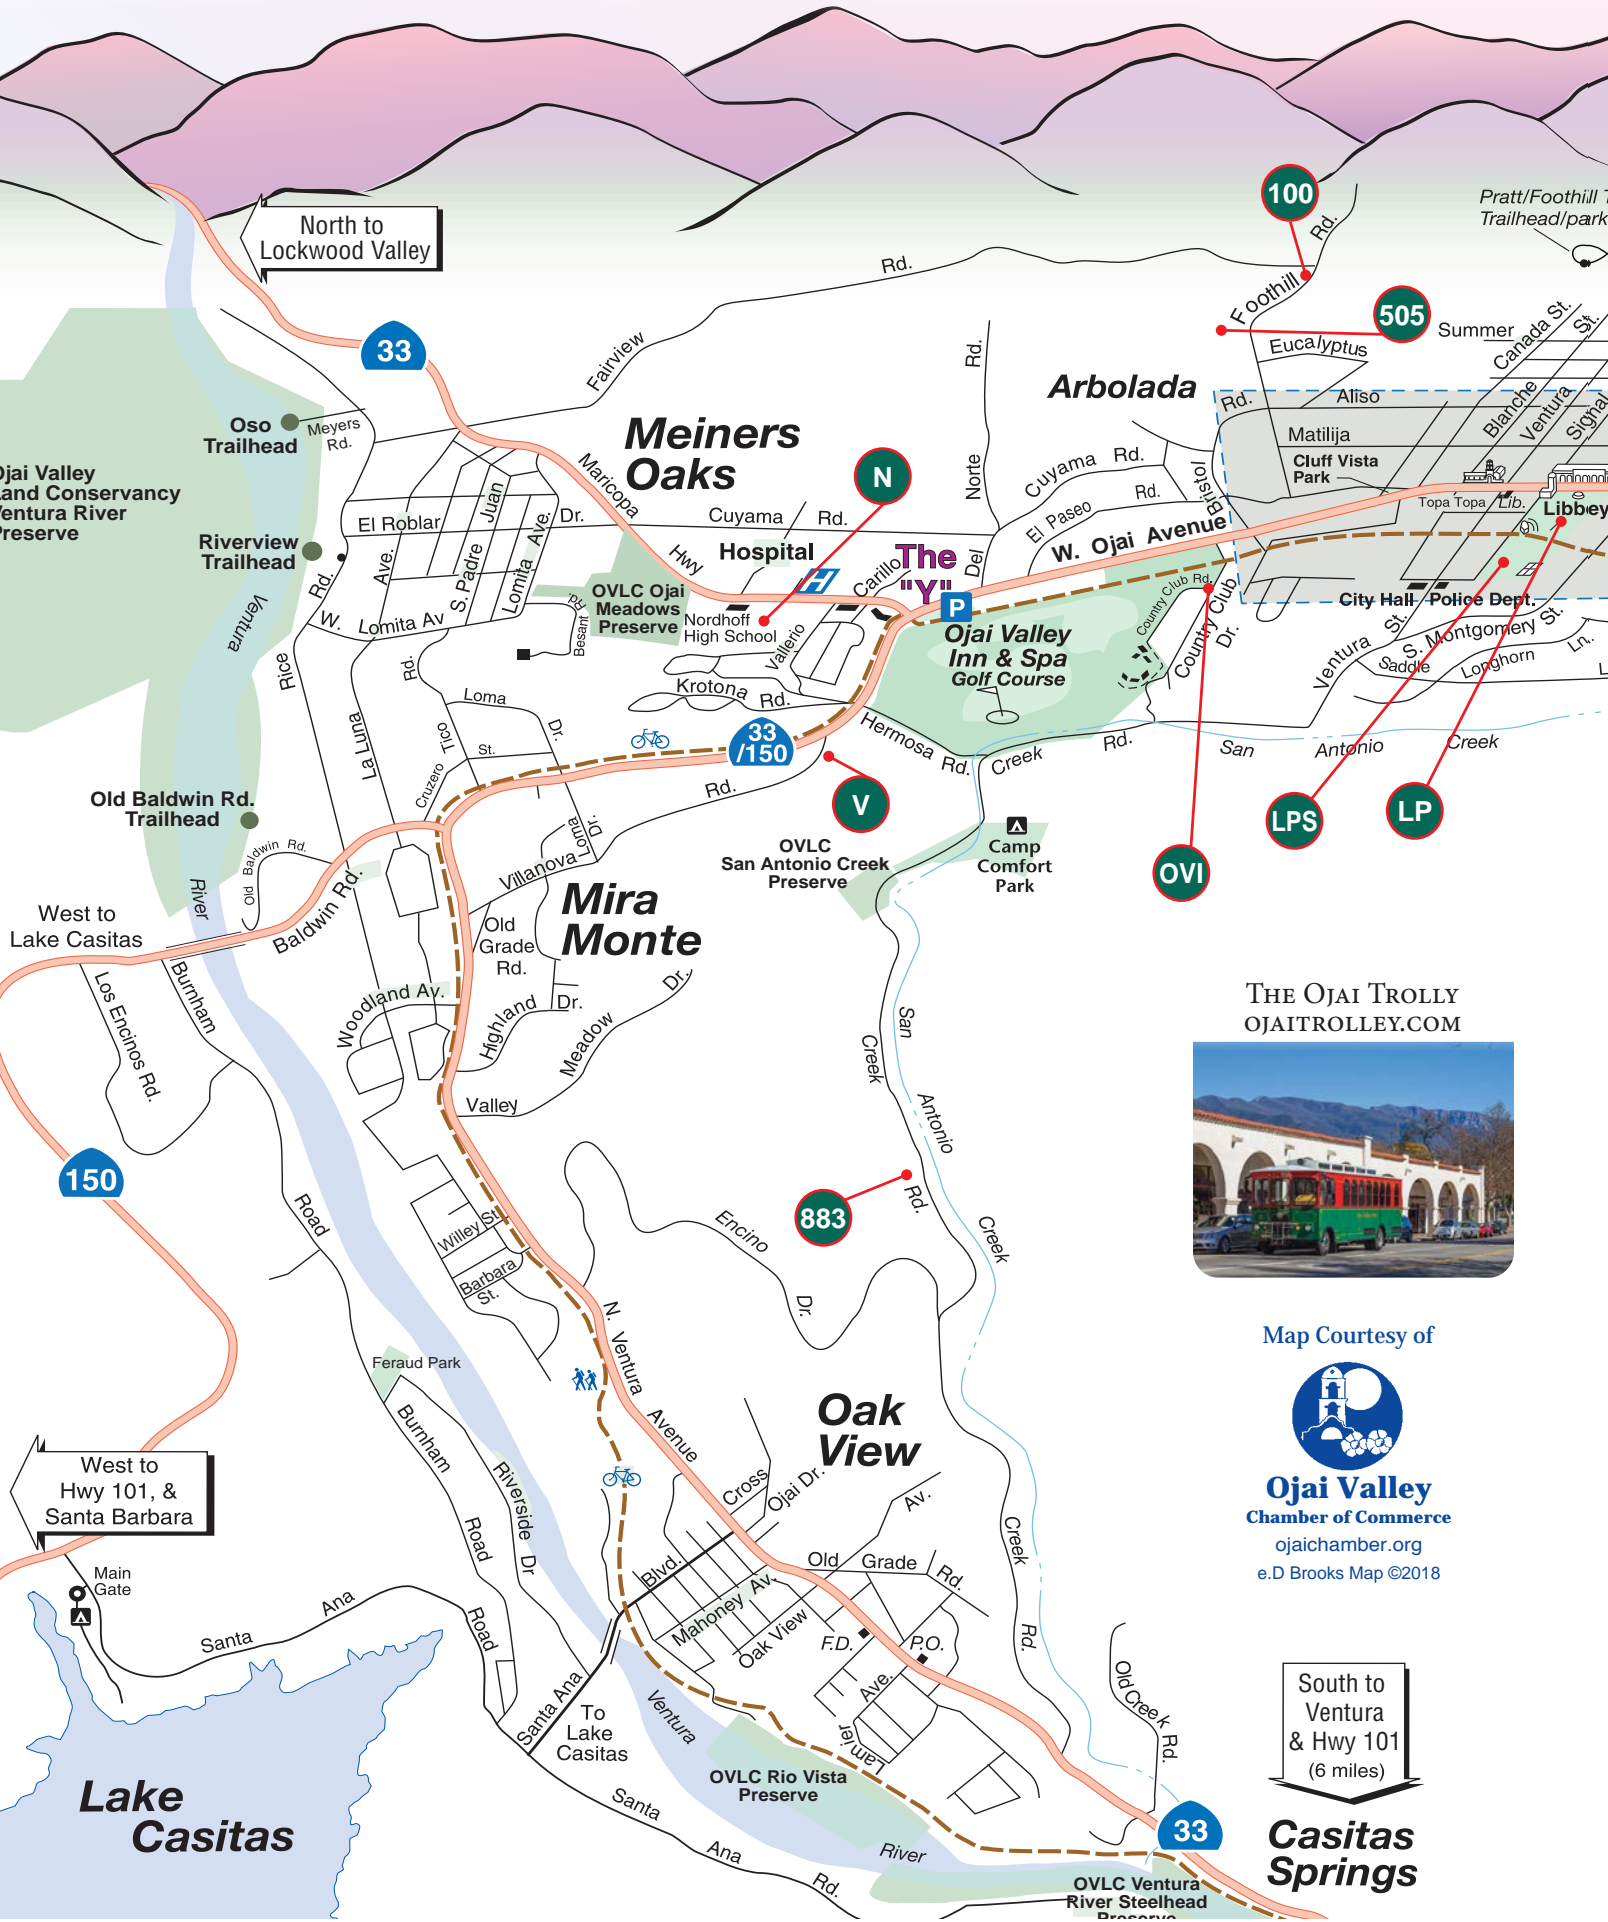 North to
Lockwood Valley
33
100
Rd.
Pratt/Foothill
Trailhead/park
Foothill
505
Summer
Canada St.
St.
Eucalyptus
Rd.
Fairview
Rd.
Arbolada
Rd.
Aliso
Blanche
Ventura
Signal
Matilija
Cluff Vista
Park
Topa Topa
Lib.
Libbey
Oso
Trailhead
Meyers
Rd.
Meiners
Oaks
Maricopa
Hwy
N
Norte
Del
Cuyama Rd.
El Paseo
Rd.
Bristol
W. Ojai Avenue
Ojai Valley
Land Conservancy
Ventura River
Preserve
Riverview
Trailhead
El Roblar
Dr.
Juan
S. Padre
Ave.
Lomita
Ave.
Cuyama Rd.
Hospital
H
The
"Y"
P
Carillo
Rd.
W.
Lomita Av
Besant
Rd.
OVLC Ojai
Meadows
Preserve
Nordhoff
High School
Vallerio
Country Club Rd.
Country Club
Dr.
City Hall
Police Dept.
St.
S. Montgomery
St.
Ventura
Saddle
Longhorn
Ln.
Ojai Valley
Inn & Spa
Golf Course
Ventura
Rice
Rd.
Loma
Dr.
La Luna
Tico
St.
Cruzero
Krotona
Rd.
33
/150
Hermosa
Rd.
Creek
Rd.
San
Antonio
Creek
V
Rd.
LPS
LP
OVI
Old Baldwin Rd.
Trailhead
Old Baldwin Rd.
Baldwin Rd.
River
Villanova
Loma
Dr.
OVLC
San Antonio Creek
Preserve
Camp
Comfort
Park
Mira
Monte
Old
Grade
Rd.
West to
Lake Casitas
Los Encinos Rd.
Burnham
Woodland Av.
Highland
Dr.
Meadow
Dr.
Valley
San
Creek
Antonio
Creek
Rd.
The Ojai Trolly
ojaitrolley.com
150
883
Road
Willey St.
Barbara
St.
Encino
Dr.
N. Ventura
Avenue
Map Courtesy of
Ojai Valley
Chamber of Commerce
ojaichamber.org
e.D Brooks Map ©2018
Feraud Park
Burnham
Road
Riverside
Dr
Road
Oak
View
Cross
Ojai Dr.
Av.
Creek
Rd.
West to
Hwy 101, &
Santa Barbara
Main
Gate
Santa
Ana
Blvd.
Mahoney Av.
Oak View
Old Grade
Rd.
F.D.
P.O.
Ave.
Lamier
Old Creek
Rd.
Santa Ana
To
Lake
Casitas
Ventura
South to
Ventura
& Hwy 101
(6 miles)
Lake
Casitas
OVLC Rio Vista
Preserve
Santa
Ana
Rd.
River
33
Casitas
Springs
OVLC Ventura
River Steelhead
Preserve